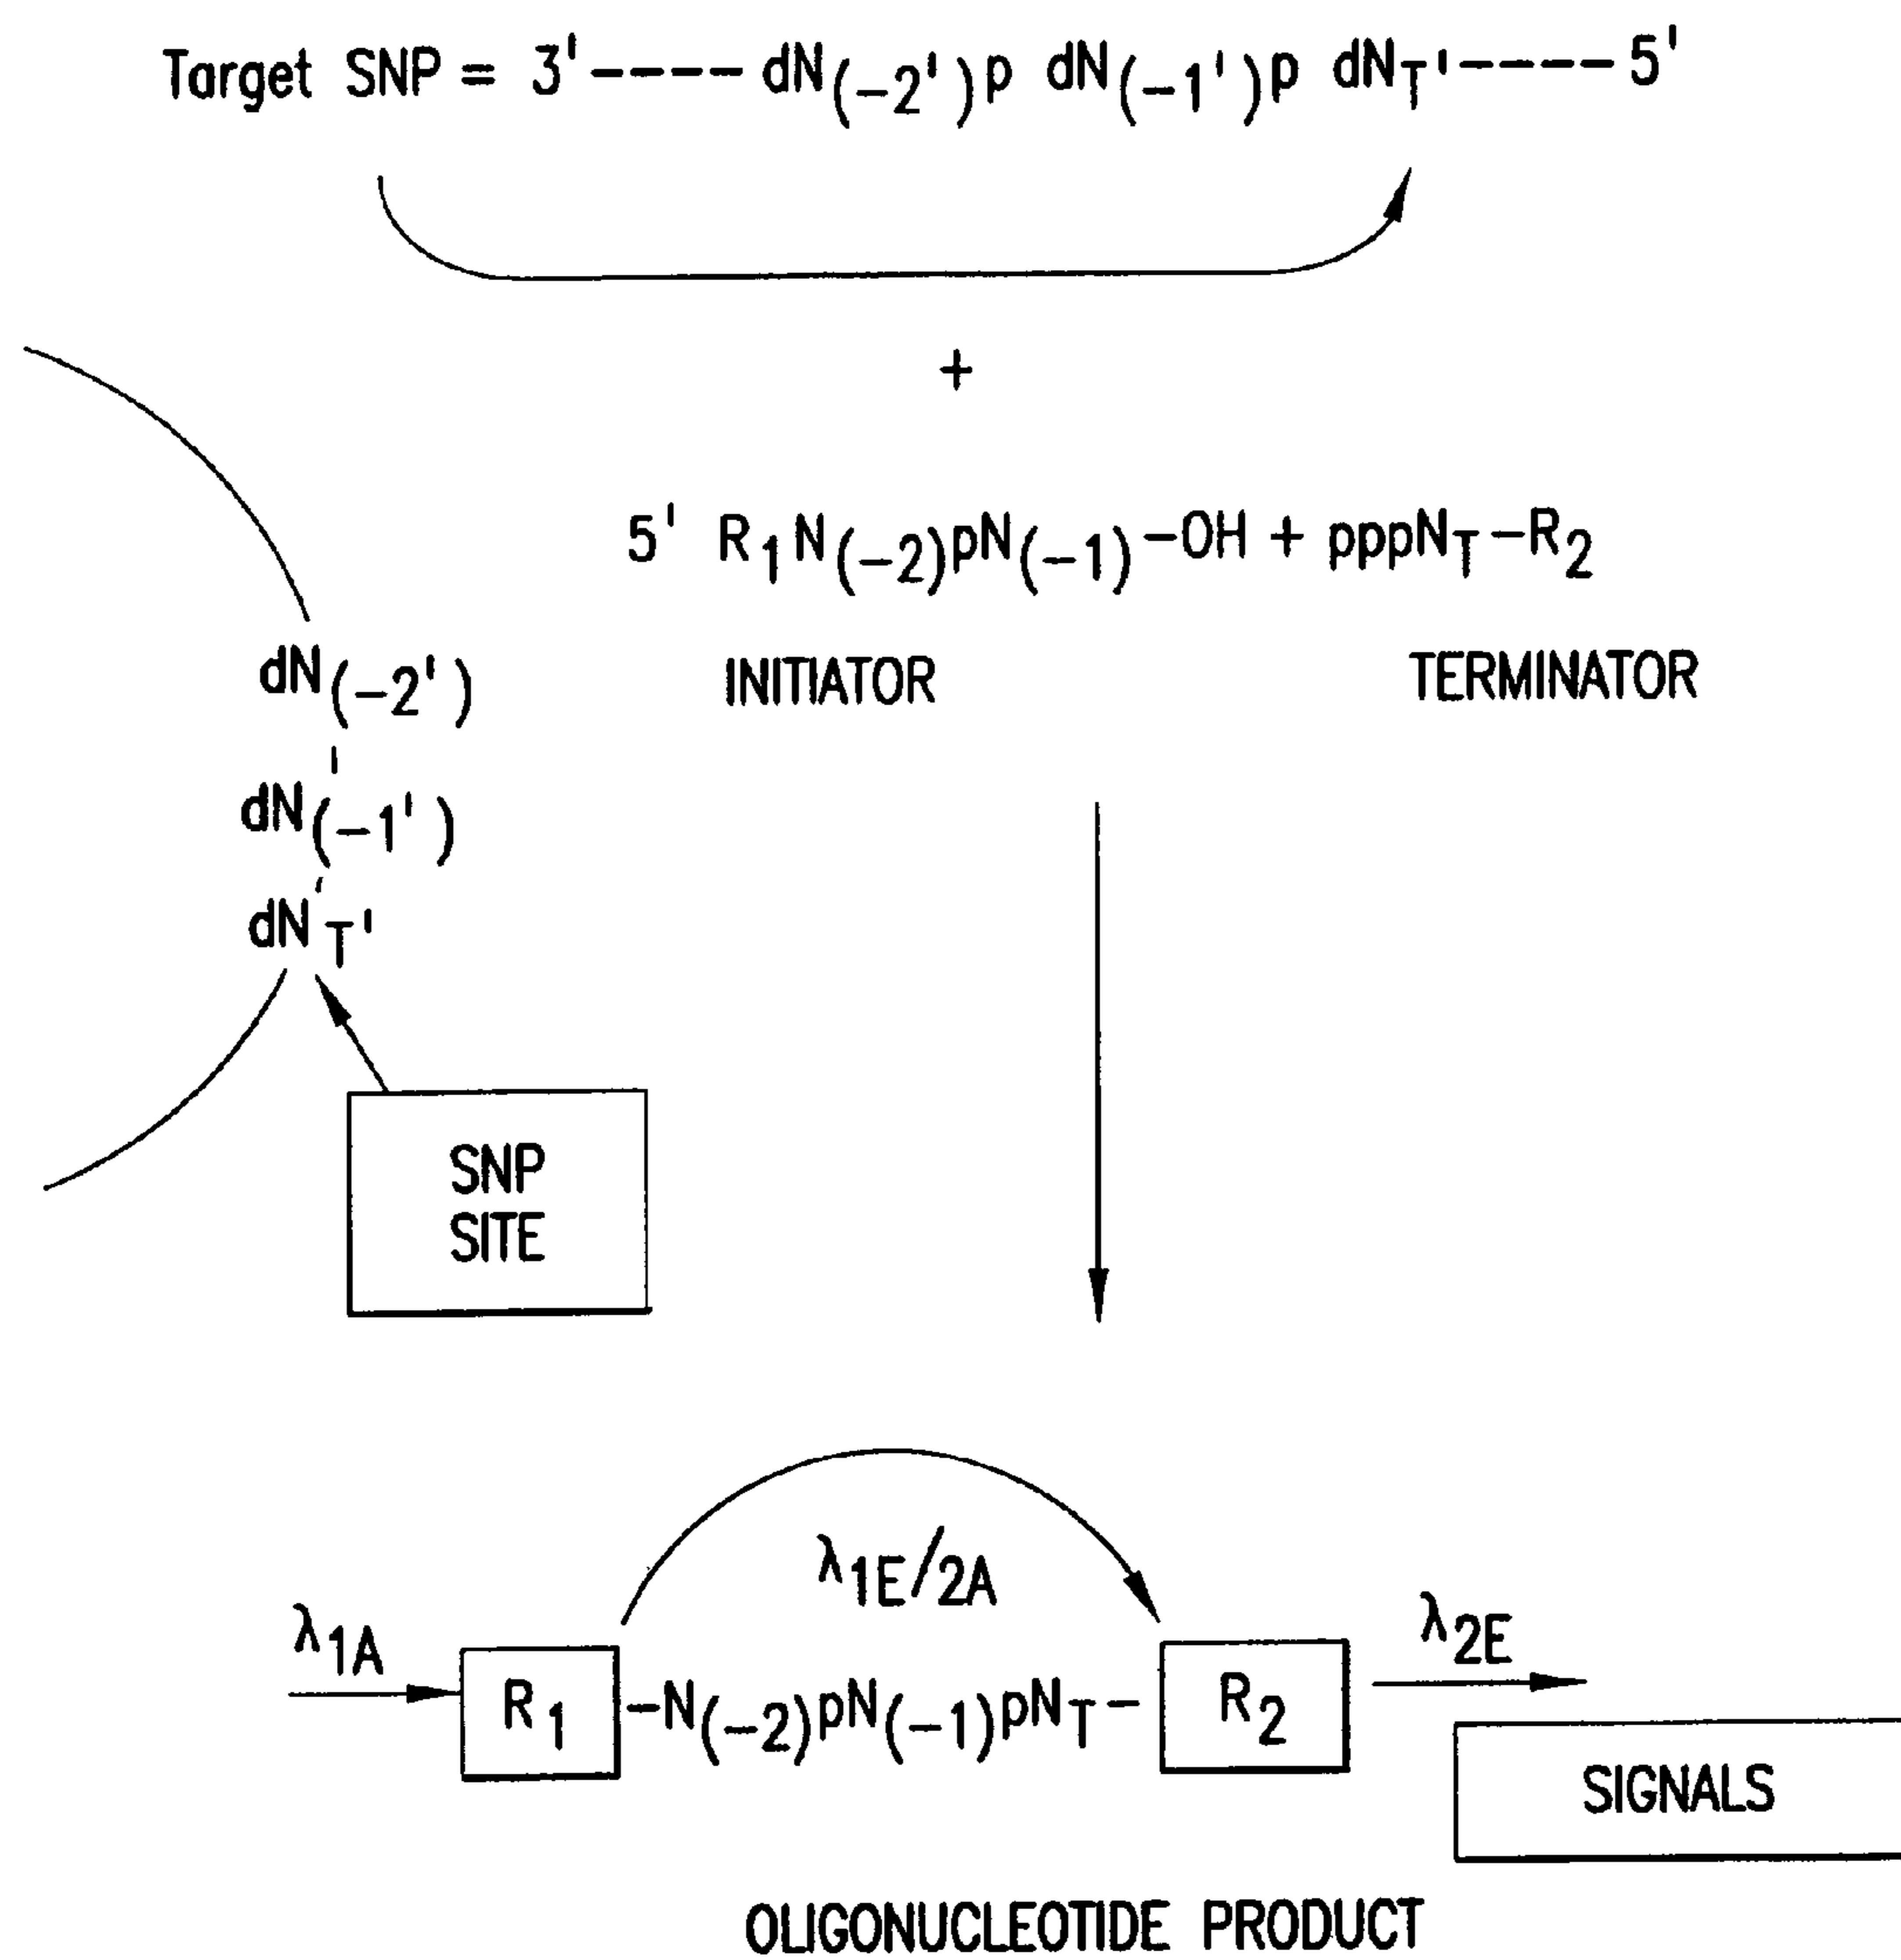 Target SNP = 3'---- dN(-2')p dN(-1')p dNT'---- 5'
+
5' R1N(-2)pN(-1)-OH + pppNT-R2
INITIATOR TERMINATOR
dN(-2')
dN(-1')
dNT'
SNP
SITE
λ1E/2A
λ1A
λ2E
R1 -N(-2)pN(-1)pNT- R2
SIGNALS
OLIGONUCLEOTIDE PRODUCT